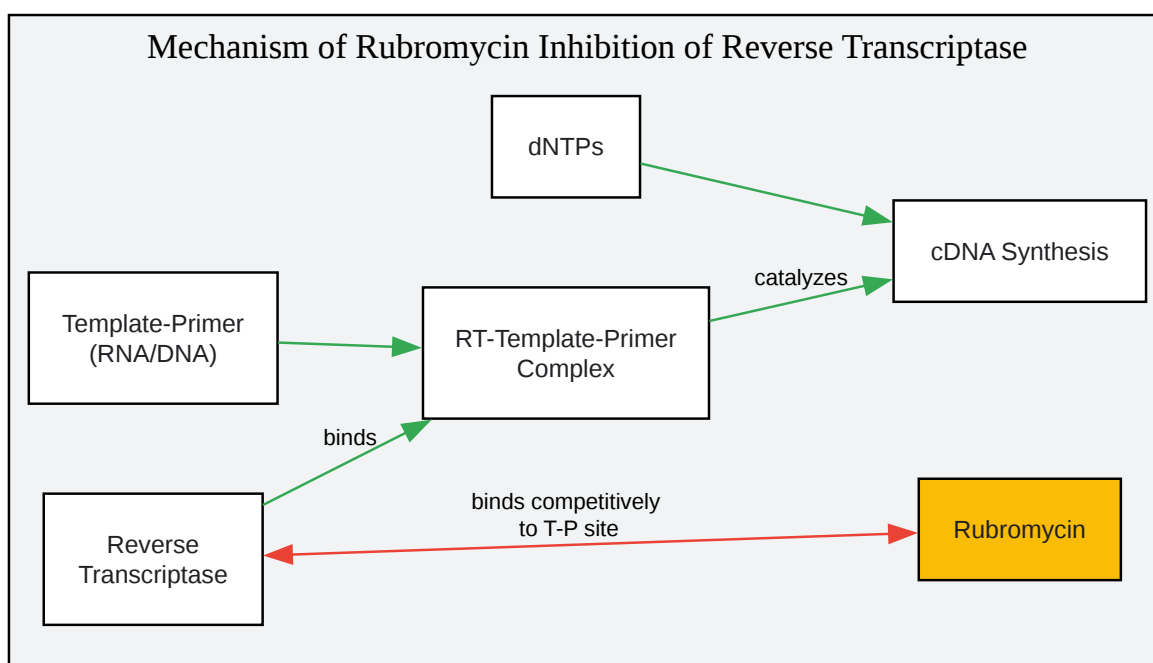 Mechanism of Rubromycin Inhibition of Reverse Transcriptase
dNTPs
cDNA Synthesis
catalyzes
Template-Primer
(RNA/DNA)
RT-Template-Primer
Complex
binds
binds competitively
to T-P site
Reverse
Transcriptase
Rubromycin